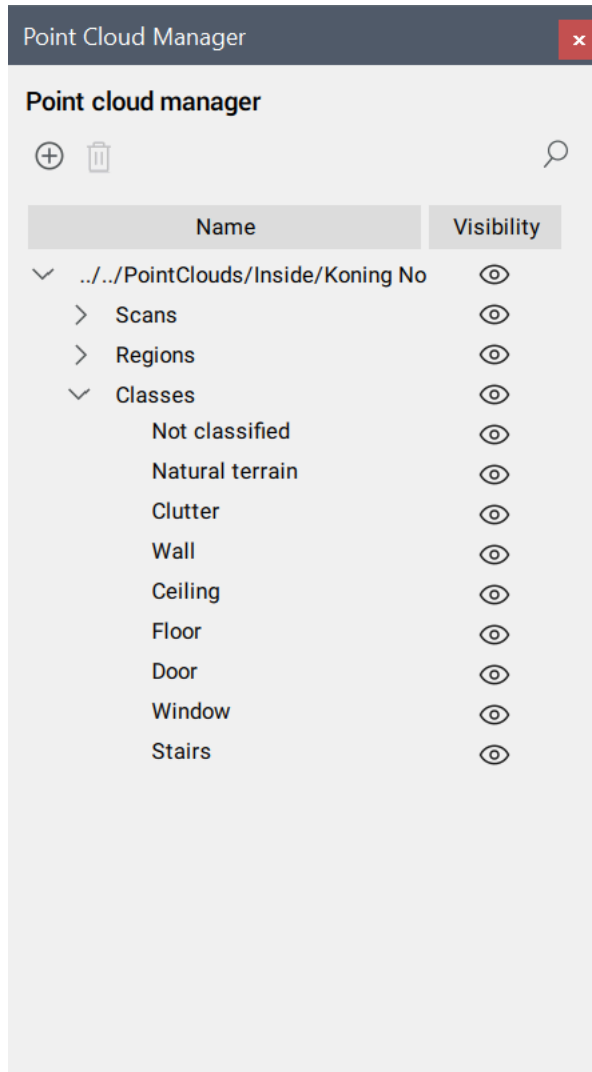 Point Cloud Manager
Point cloud manager
Name Visibility
../../PointClouds/Inside/Koning No
Scans
Regions
Classes
Not classified
Natural terrain
Clutter
Wall
Ceiling
Floor
Door
Window
Stairs